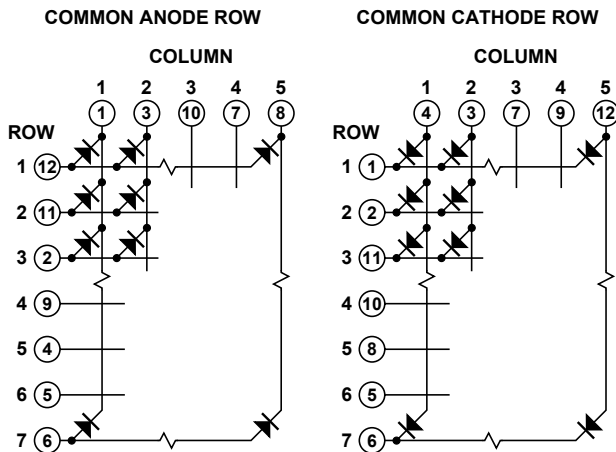 COMMON ANODE ROW
COLUMN
1 2 3 4 5
1 3 10 7 8
ROW
1 12
2 11
3 2
4 9
5 4
6 5
7 6
COMMON CATHODE ROW
COLUMN
1 2 3 4 5
4 3 7 9 12
ROW
1 1
2 2
3 11
4 10
5 8
6 5
7 6